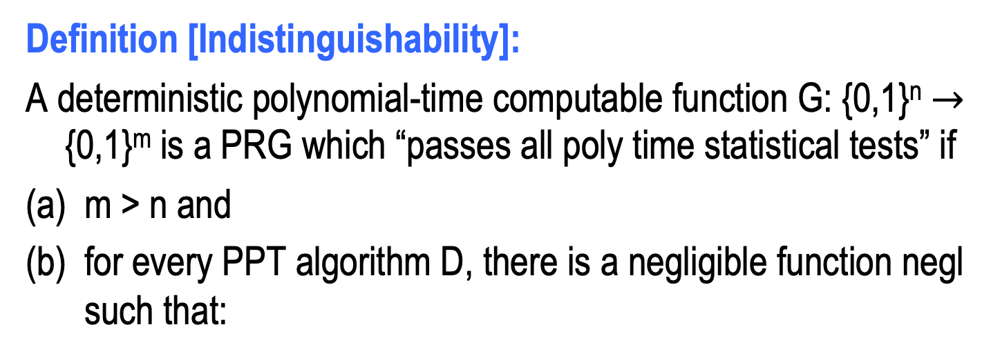 Definition [Indistinguishability]:
A deterministic polynomial-time computable function G: {0,1}ⁿ →
{0,1}ᵐ is a PRG which “passes all poly time statistical tests” if
(a) m > n and
(b) for every PPT algorithm D, there is a negligible function negl
such that: